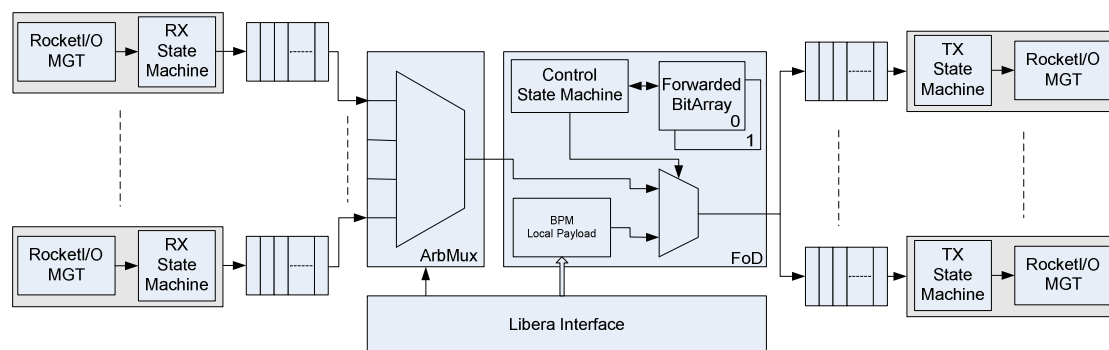 RocketI/O
MGT
RX
State
Machine
RocketI/O
MGT
RX
State
Machine
ArbMux
Control
State Machine
Forwarded
BitArray
0
1
BPM
Local Payload
FoD
Libera Interface
TX
State
Machine
RocketI/O
MGT
TX
State
Machine
RocketI/O
MGT